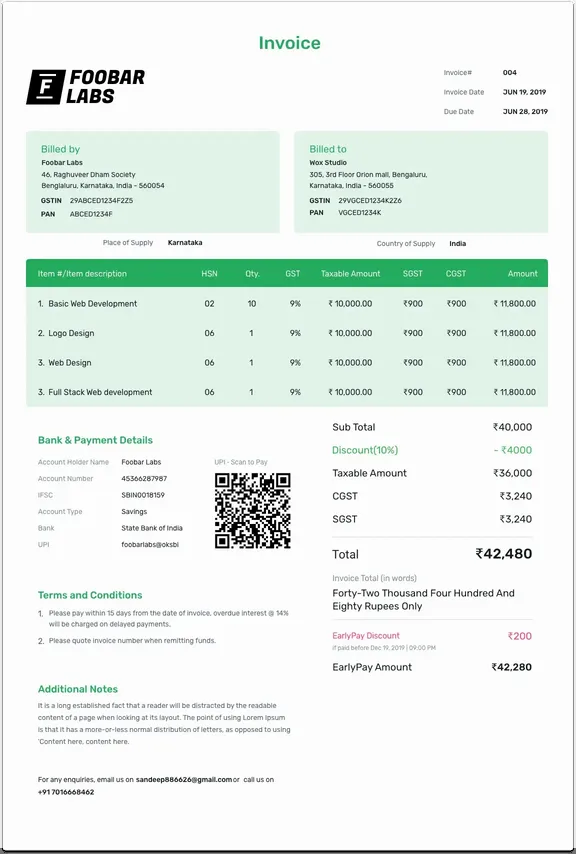 Invoice
FOOBAR
LABS
Invoice# 004
Invoice Date JUN 19, 2019
Due Date JUN 28, 2019
Billed by
Foobar Labs
46, Raghuveer Dham Society
Bengaluru, Karnataka, India - 560054
GSTIN 29ABCED1234F2Z5
PAN ABCED1234F
Billed to
Wox Studio
305, 3rd Floor Orion mall, Bengaluru,
Karnataka, India - 560055
GSTIN 29VGCED1234K2Z6
PAN VGCED1234K
Place of Supply Karnataka
Country of Supply India
Item #/Item description HSN Qty. GST Taxable Amount SGST CGST Amount
1. Basic Web Development 02 10 9% ₹ 10,000.00 ₹900 ₹900 ₹ 11,800.00
2. Logo Design 06 1 9% ₹ 10,000.00 ₹900 ₹900 ₹ 11,800.00
3. Web Design 06 1 9% ₹ 10,000.00 ₹900 ₹900 ₹ 11,800.00
3. Full Stack Web development 06 1 9% ₹ 10,000.00 ₹900 ₹900 ₹ 11,800.00
Bank & Payment Details
Account Holder Name Foobar Labs
Account Number 45366287987
IFSC SBIN0018159
Account Type Savings
Bank State Bank of India
UPI foobarlabs@oksbi
UPI - Scan to Pay
Sub Total ₹40,000
Discount(10%) - ₹4000
Taxable Amount ₹36,000
CGST ₹3,240
SGST ₹3,240
Total ₹42,480
Invoice Total (in words)
Forty-Two Thousand Four Hundred And
Eighty Rupees Only
EarlyPay Discount ₹200
if paid before Dec 19, 2019 | 09:00 PM
EarlyPay Amount ₹42,280
Terms and Conditions
1. Please pay within 15 days from the date of invoice, overdue interest @ 14%
will be charged on delayed payments.
2. Please quote invoice number when remitting funds.
Additional Notes
It is a long established fact that a reader will be distracted by the readable
content of a page when looking at its layout. The point of using Lorem Ipsum
is that it has a more-or-less normal distribution of letters, as opposed to using
'Content here, content here.
For any enquiries, email us on sandeep886626@gmail.com or call us on
+91 7016668462